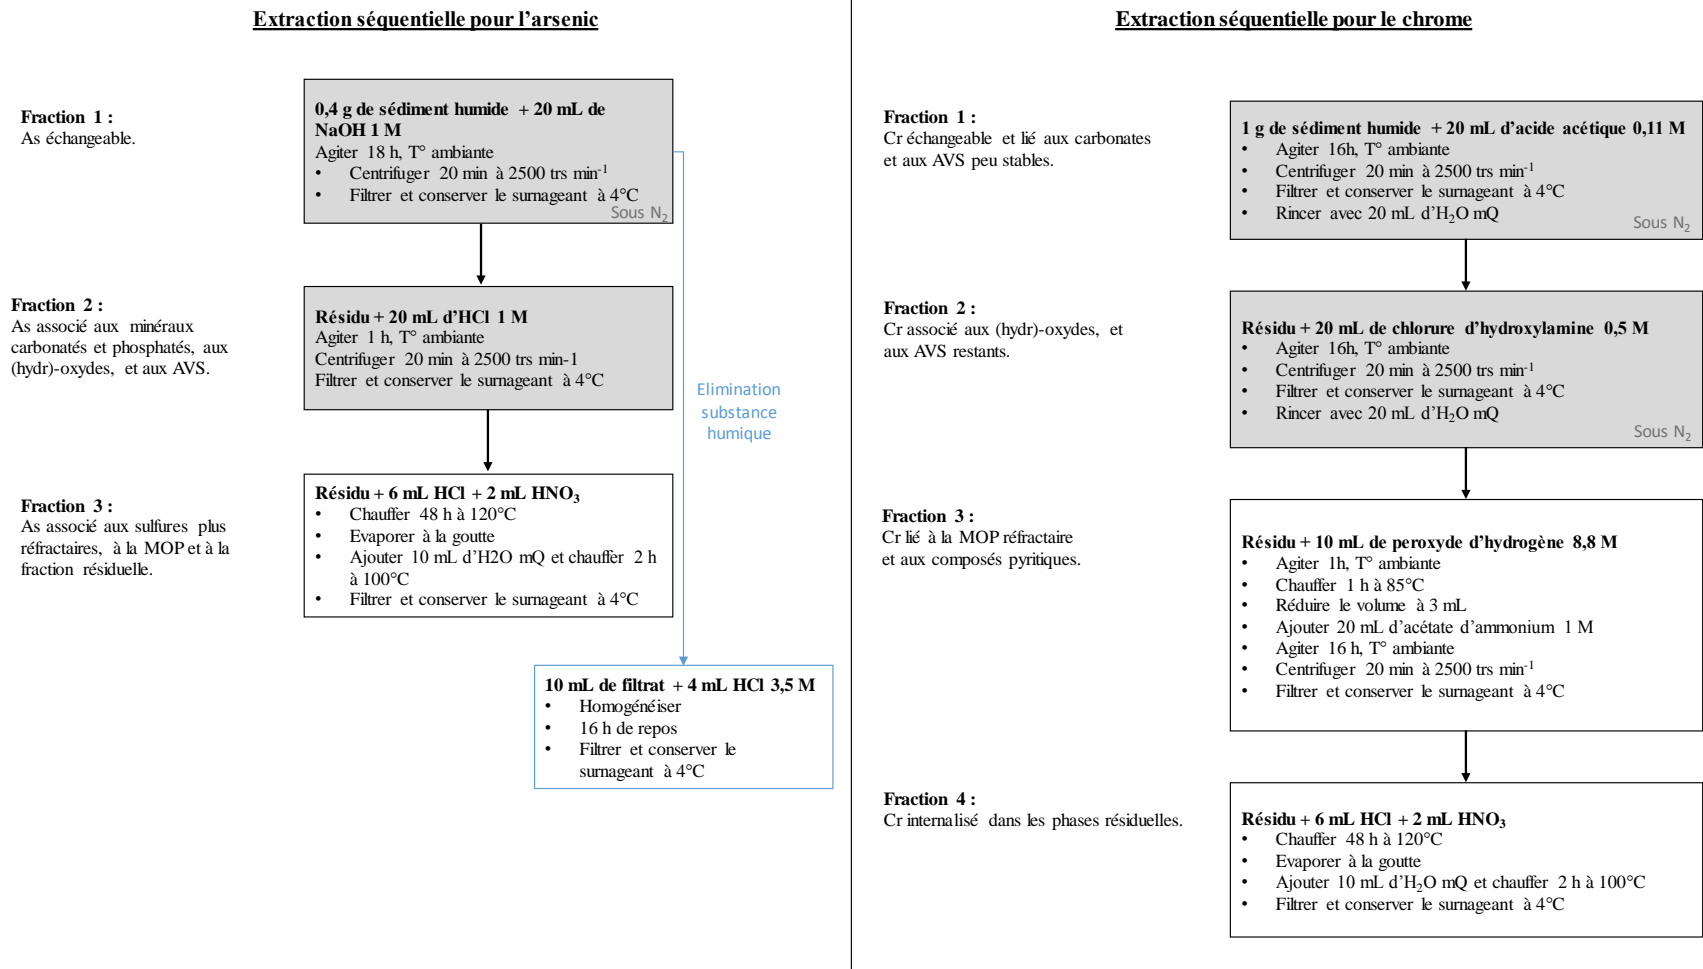 Extraction séquentielle pour l'arsenic
Fraction 1 :
As échangeable.
0,4 g de sédiment humide + 20 mL de
NaOH 1 M
Agiter 18 h, T° ambiante
• Centrifuger 20 min à 2500 trs min⁻¹
• Filtrer et conserver le surnageant à 4°C
Sous N₂
Fraction 2 :
As associé aux minéraux
carbonatés et phosphatés, aux
(hydr)-oxydes, et aux AVS.
Résidu + 20 mL d'HCl 1 M
Agiter 1 h, T° ambiante
Centrifuger 20 min à 2500 trs min-1
Filtrer et conserver le surnageant à 4°C
Elimination
substance
humique
Fraction 3 :
As associé aux sulfures plus
réfractaires, à la MOP et à la
fraction résiduelle.
Résidu + 6 mL HCl + 2 mL HNO₃
• Chauffer 48 h à 120°C
• Evaporer à la goutte
• Ajouter 10 mL d'H2O mQ et chauffer 2 h
à 100°C
• Filtrer et conserver le surnageant à 4°C
10 mL de filtrat + 4 mL HCl 3,5 M
• Homogénéiser
• 16 h de repos
• Filtrer et conserver le
surnageant à 4°C
Extraction séquentielle pour le chrome
Fraction 1 :
Cr échangeable et lié aux carbonates
et aux AVS peu stables.
1 g de sédiment humide + 20 mL d'acide acétique 0,11 M
• Agiter 16h, T° ambiante
• Centrifuger 20 min à 2500 trs min⁻¹
• Filtrer et conserver le surnageant à 4°C
• Rincer avec 20 mL d'H₂O mQ
Sous N₂
Fraction 2 :
Cr associé aux (hydr)-oxydes, et
aux AVS restants.
Résidu + 20 mL de chlorure d'hydroxylamine 0,5 M
• Agiter 16h, T° ambiante
• Centrifuger 20 min à 2500 trs min⁻¹
• Filtrer et conserver le surnageant à 4°C
• Rincer avec 20 mL d'H₂O mQ
Sous N₂
Fraction 3 :
Cr lié à la MOP réfractaire
et aux composés pyritiques.
Résidu + 10 mL de peroxyde d'hydrogène 8,8 M
• Agiter 1h, T° ambiante
• Chauffer 1 h à 85°C
• Réduire le volume à 3 mL
• Ajouter 20 mL d'acétate d'ammonium 1 M
• Agiter 16 h, T° ambiante
• Centrifuger 20 min à 2500 trs min⁻¹
• Filtrer et conserver le surnageant à 4°C
Fraction 4 :
Cr internalisé dans les phases résiduelles.
Résidu + 6 mL HCl + 2 mL HNO₃
• Chauffer 48 h à 120°C
• Evaporer à la goutte
• Ajouter 10 mL d'H₂O mQ et chauffer 2 h à 100°C
• Filtrer et conserver le surnageant à 4°C